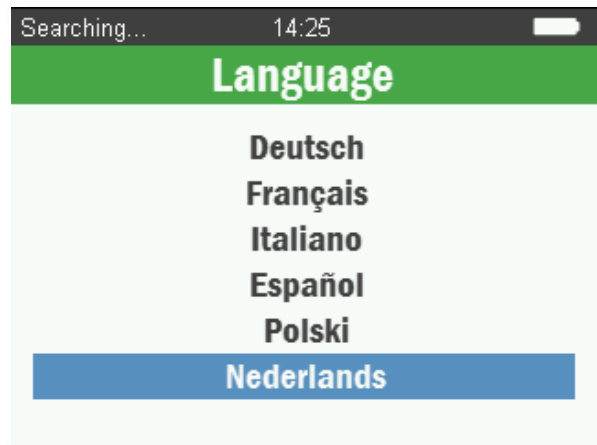 Searching... 14:25
Language
Deutsch
Français
Italiano
Español
Polski
Nederlands